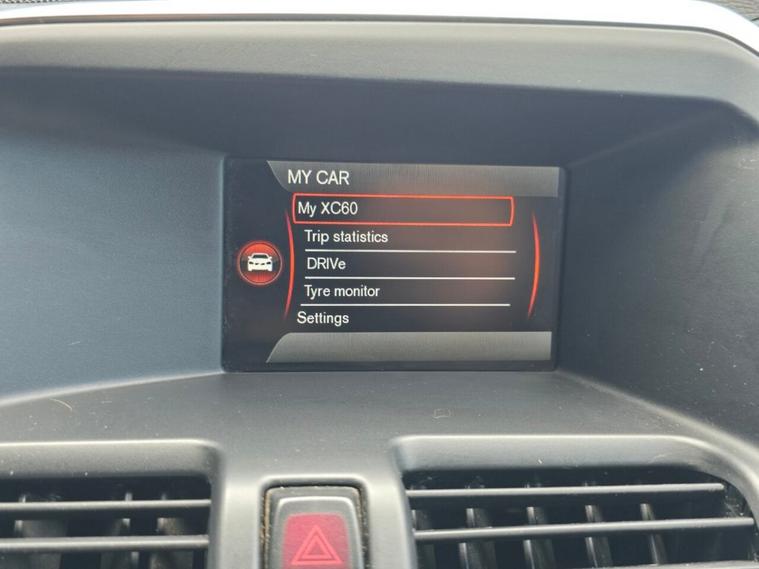 MY CAR
My XC60
Trip statistics
DRIVe
Tyre monitor
Settings